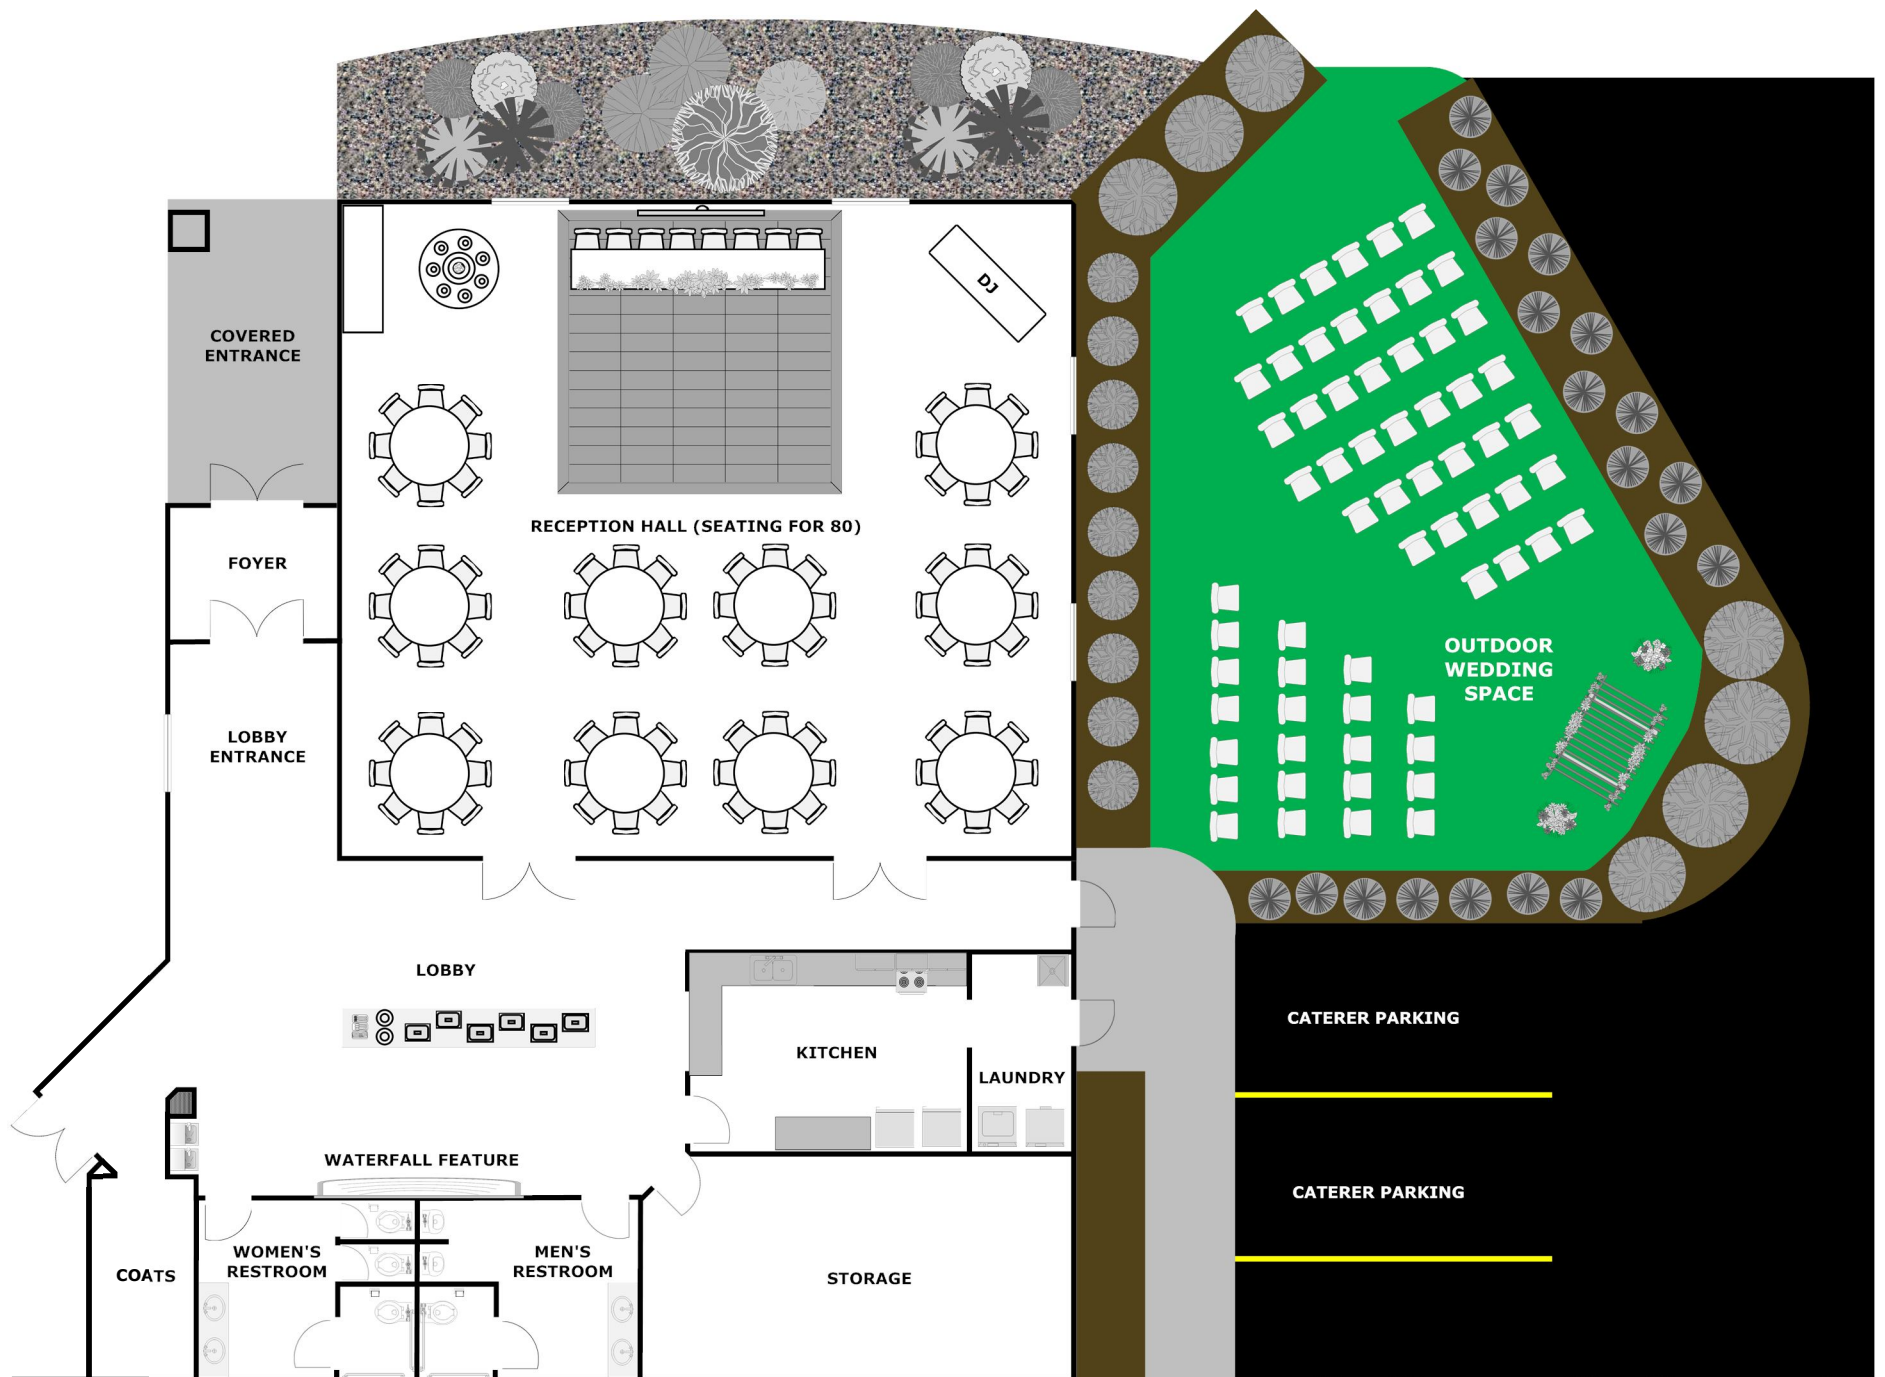 COVERED
ENTRANCE
DJ
RECEPTION HALL (SEATING FOR 80)
FOYER
OUTDOOR
WEDDING
SPACE
LOBBY
ENTRANCE
LOBBY
CATERER PARKING
KITCHEN
LAUNDRY
WATERFALL FEATURE
CATERER PARKING
WOMEN'S
RESTROOM
MEN'S
RESTROOM
COATS
STORAGE